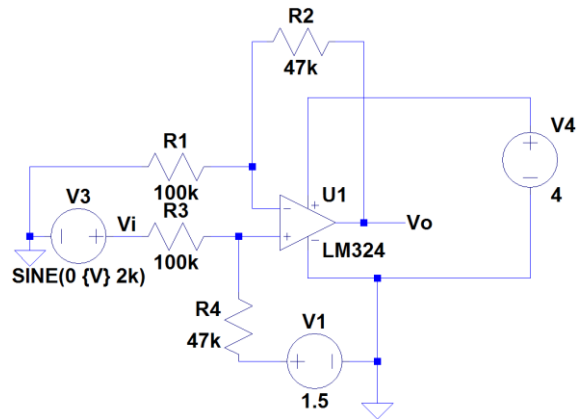 R2
47k
V4
4
R1
100k
U1
V3
Vi
R3
100k
LM324
Vo
SINE(0 {V} 2k)
R4
47k
V1
1.5